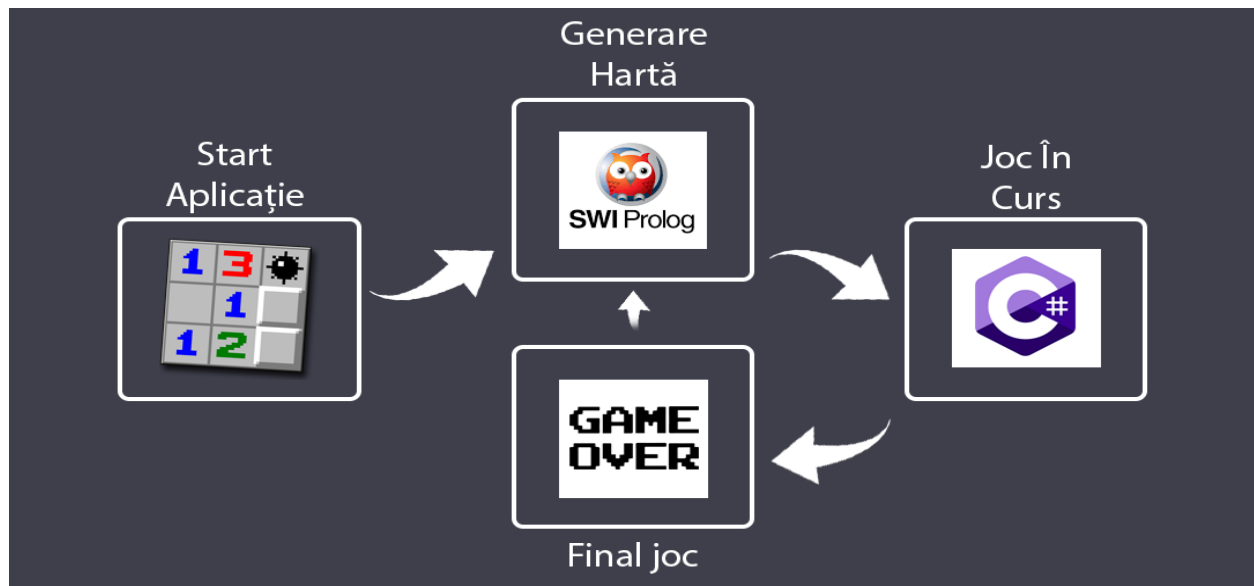 Generare
Hartă
SWI Prolog
Start
Aplicație
1 3
1
1 2
Joc În
Curs
C#
GAME
OVER
Final joc